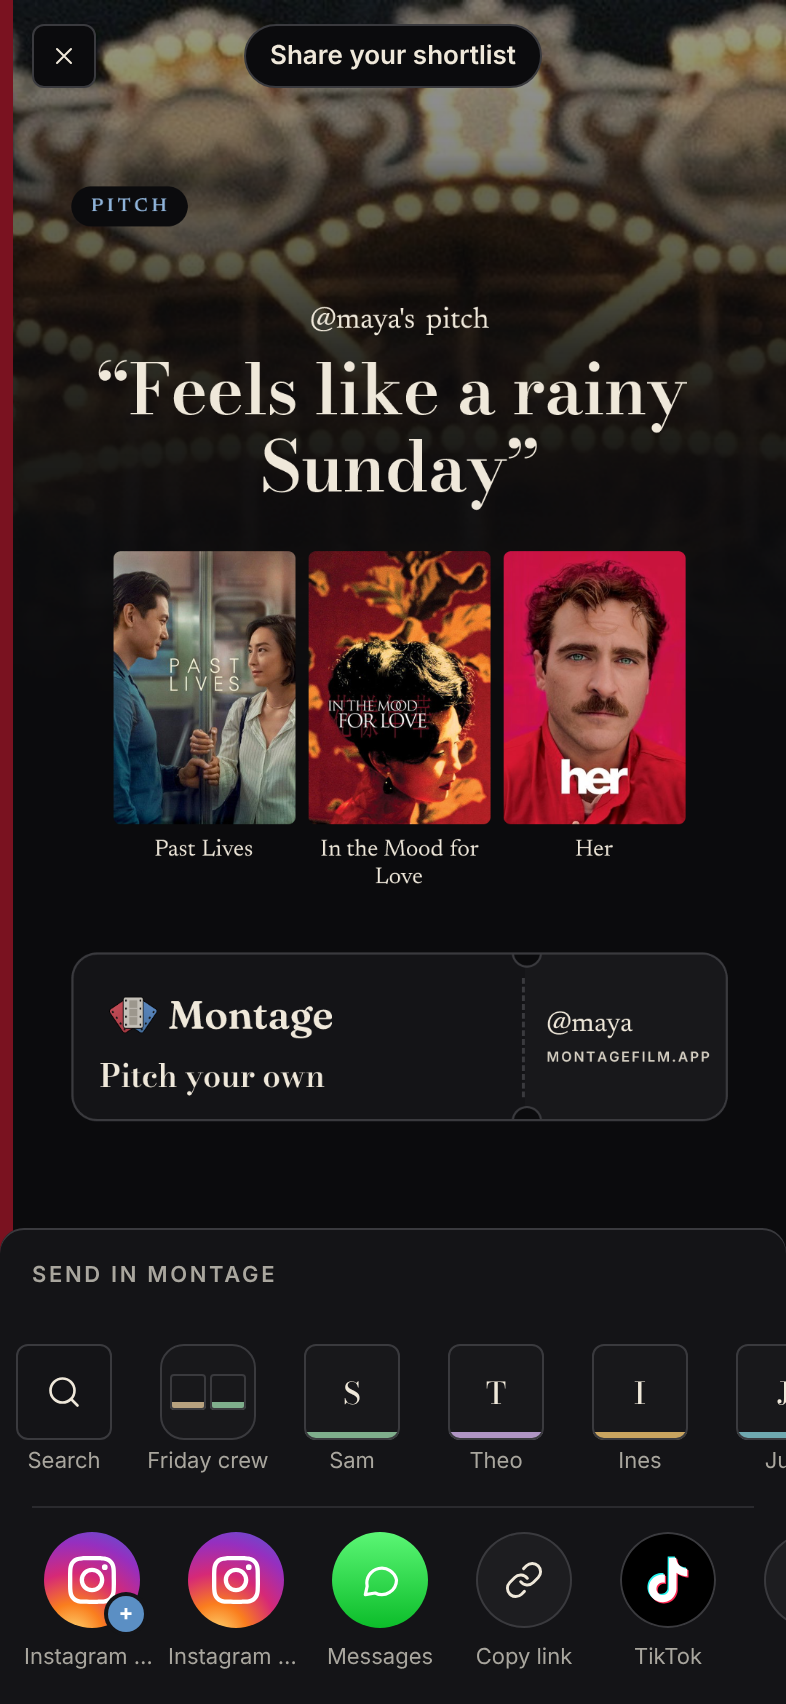 Share your shortlist
PITCH
@maya's pitch
“Feels like a rainy
Sunday”
PAST
LIVES
IN THE MOOD
FOR LOVE
her
Past Lives
In the Mood for
Love
Her
Montage
Pitch your own
@maya
MONTAGEFILM.APP
SEND IN MONTAGE
S
T
I
Search
Friday crew
Sam
Theo
Ines
Ju
Instagram ...
Instagram ...
Messages
Copy link
TikTok